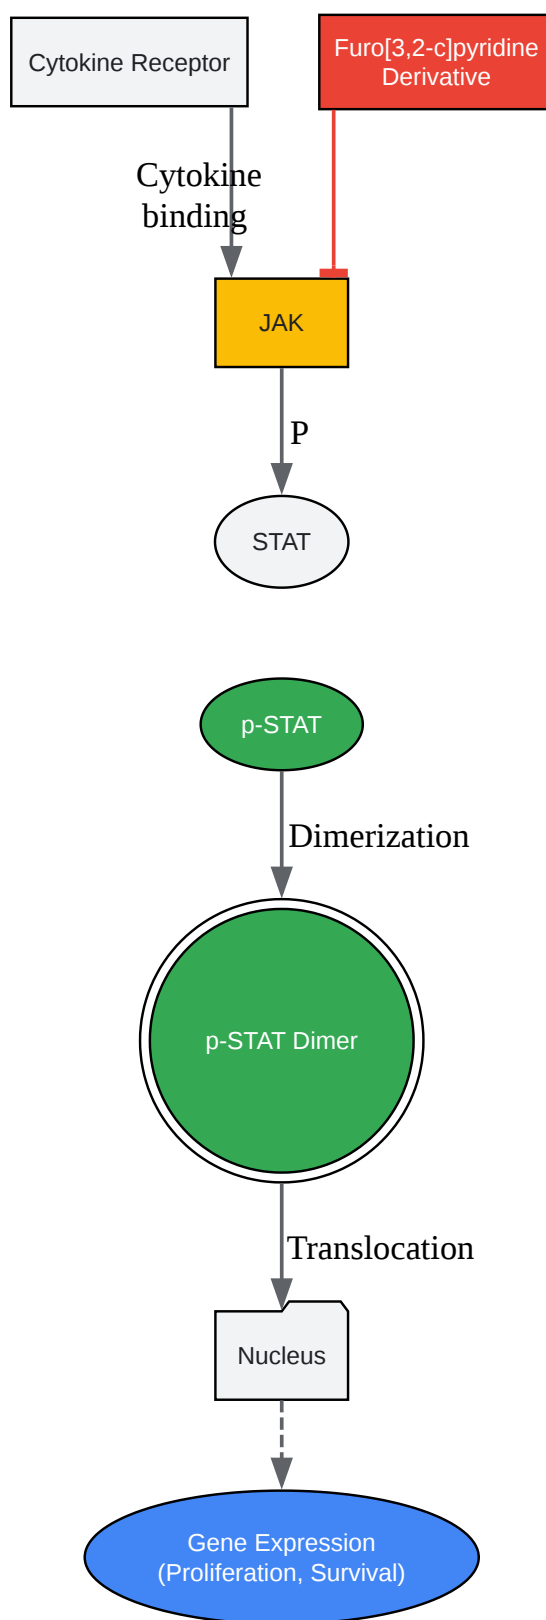 Cytokine Receptor
Furo[3,2-c]pyridine
Derivative
Cytokine
binding
JAK
P
STAT
p-STAT
Dimerization
p-STAT Dimer
Translocation
Nucleus
Gene Expression
(Proliferation, Survival)